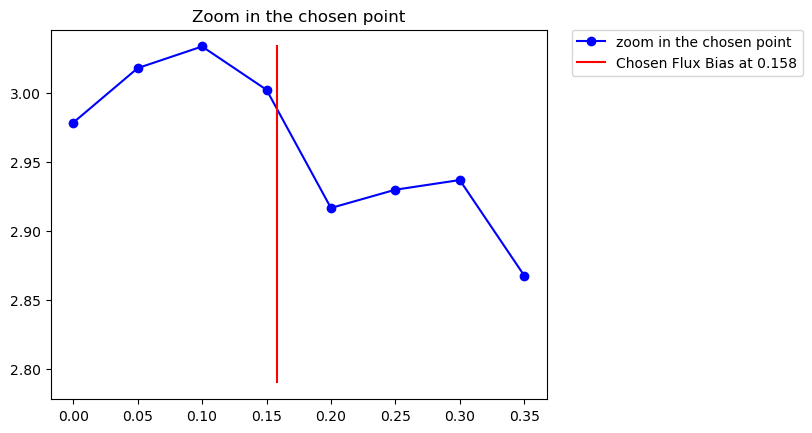 Zoom in the chosen point
zoom in the chosen point
Chosen Flux Bias at 0.158
3.00
2.95
2.90
2.85
2.80
0.00 0.05 0.10 0.15 0.20 0.25 0.30 0.35